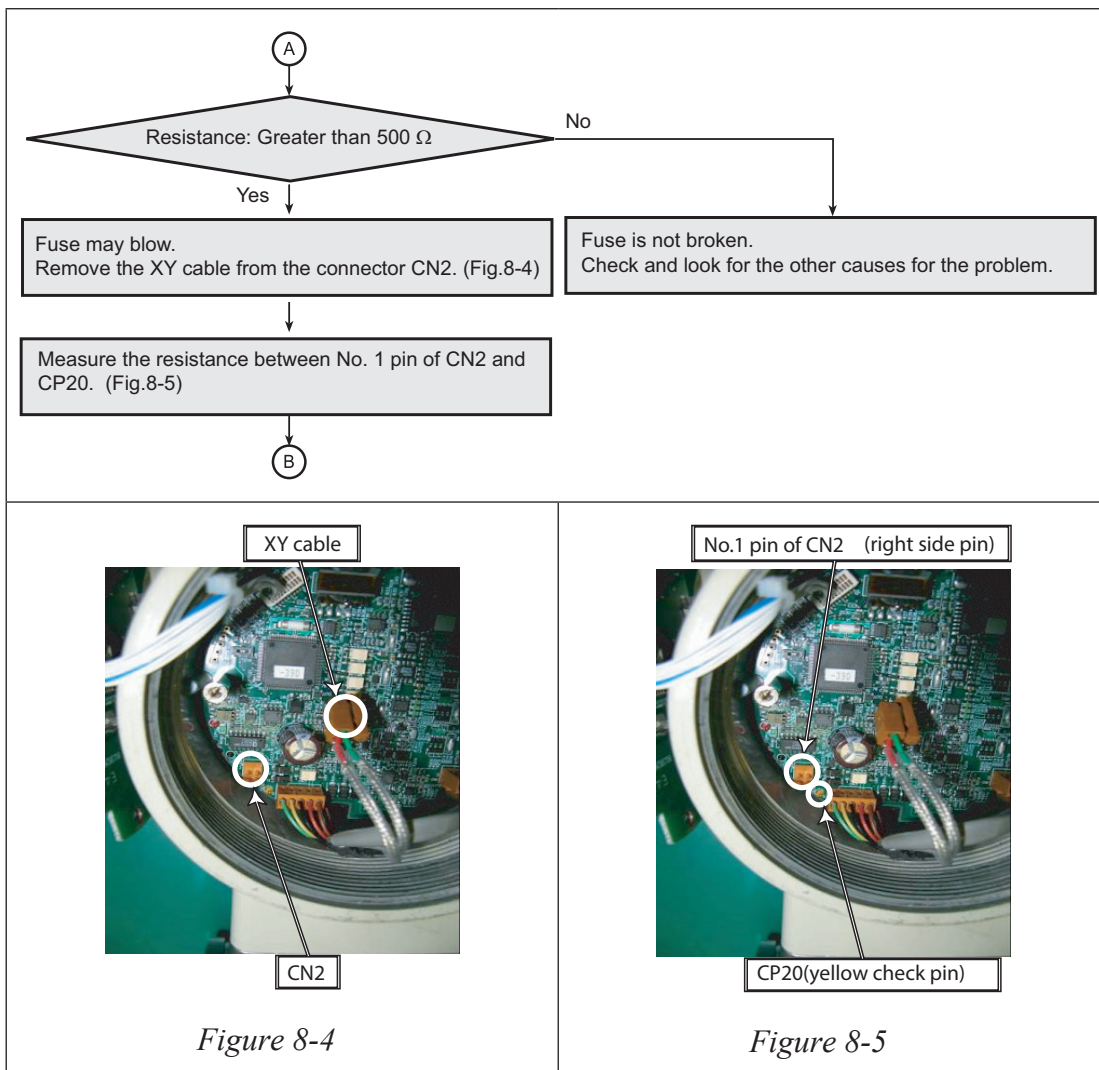 A
Resistance: Greater than 500 Ω
No
Yes
Fuse may blow.
Remove the XY cable from the connector CN2. (Fig.8-4)
Fuse is not broken.
Check and look for the other causes for the problem.
Measure the resistance between No. 1 pin of CN2 and
CP20. (Fig.8-5)
B
XY cable
-390
CN2
Figure 8-4
No.1 pin of CN2 (right side pin)
-390
CP20(yellow check pin)
Figure 8-5